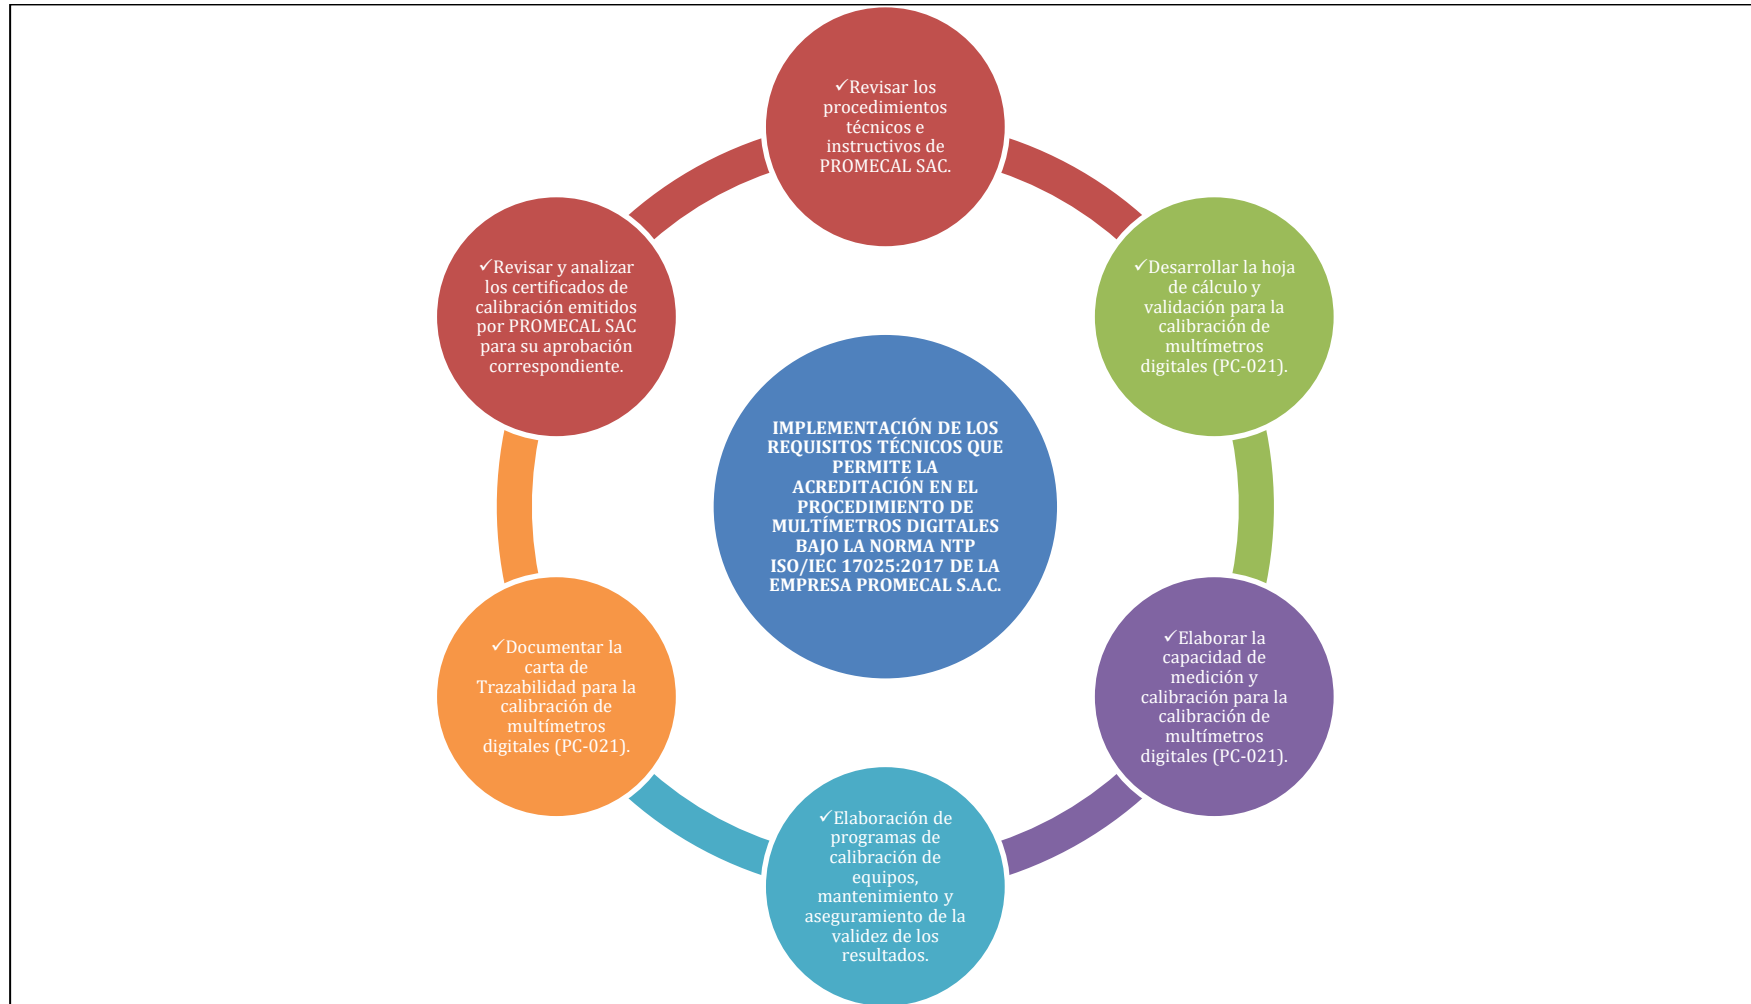 ✓Revisar los
procedimientos
técnicos e
instructivos de
PROMECAL SAC.
✓Desarrollar la hoja
de cálculo y
validación para la
calibración de
multímetros
digitales (PC-021).
✓Elaborar la
capacidad de
medición y
calibración para la
calibración de
multímetros
digitales (PC-021).
✓Elaboración de
programas de
calibración de
equipos,
mantenimiento y
aseguramiento de la
validez de los
resultados.
✓Documentar la
carta de
Trazabilidad para la
calibración de
multímetros
digitales (PC-021).
✓Revisar y analizar
los certificados de
calibración emitidos
por PROMECAL SAC
para su aprobación
correspondiente.
IMPLEMENTACIÓN DE LOS
REQUISITOS TÉCNICOS QUE
PERMITE LA
ACREDITACIÓN EN EL
PROCEDIMIENTO DE
MULTÍMETROS DIGITALES
BAJO LA NORMA NTP
ISO/IEC 17025:2017 DE LA
EMPRESA PROMECAL S.A.C.